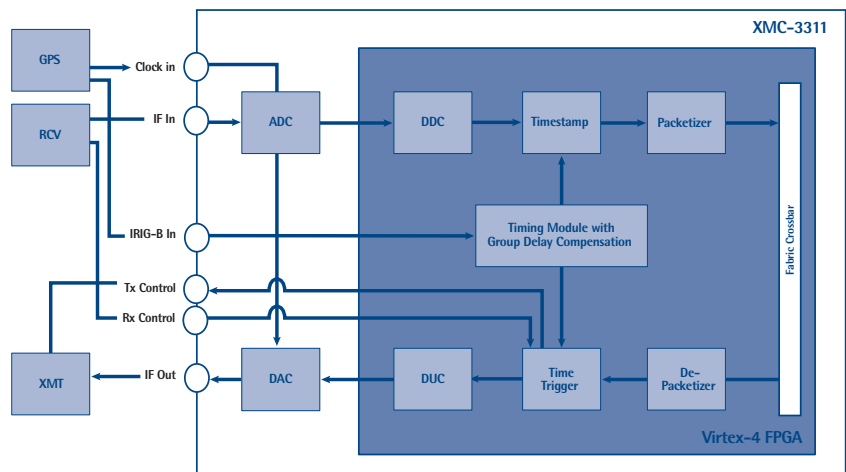 XMC-3311
GPS
Clock in
RCV
IF In
ADC
DDC
Timestamp
Packetizer
IRIG-B In
Timing Module with
Group Delay Compensation
Fabric Crossbar
Tx Control
Rx Control
XMT
IF Out
DAC
DUC
Time
Trigger
De-
Packetizer
Virtex-4 FPGA